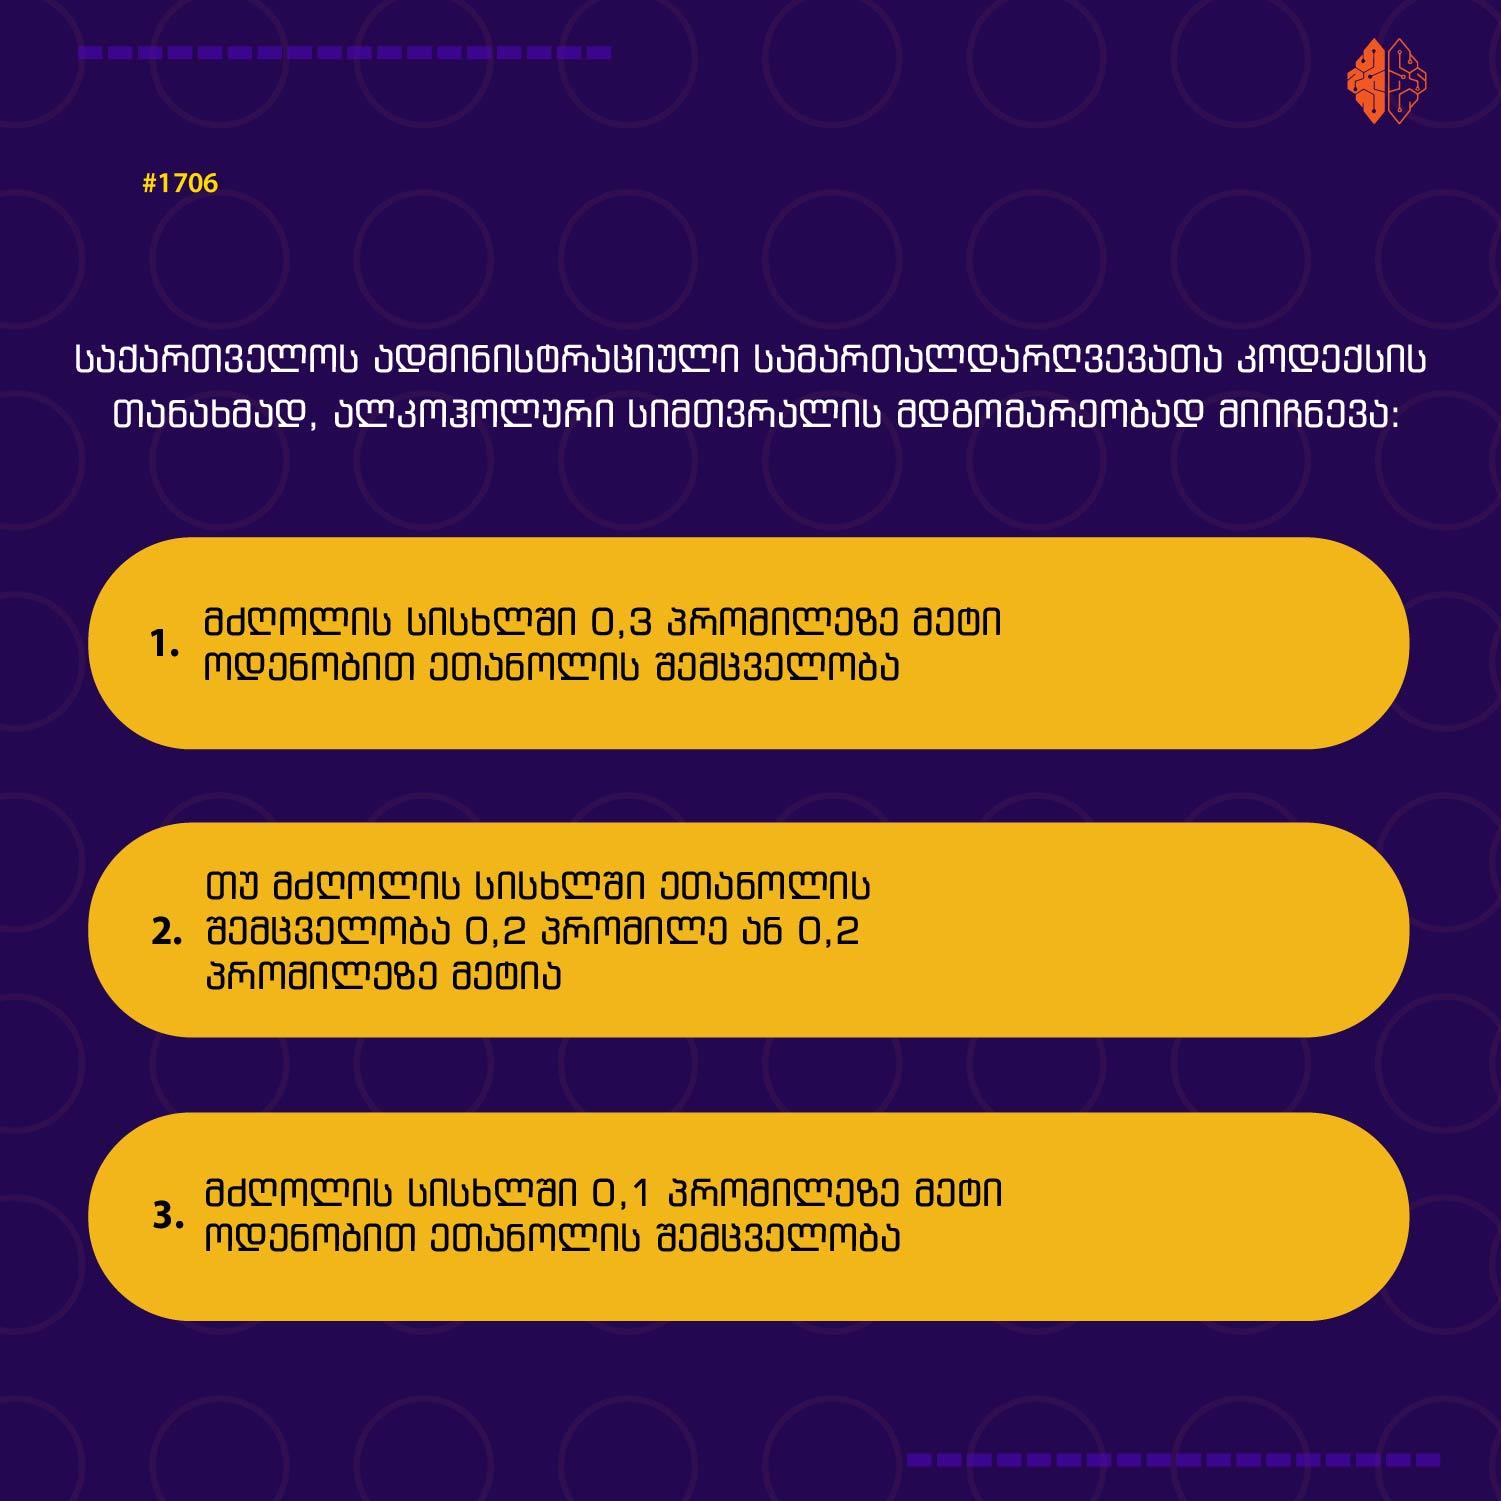 #1706
საქართველოს ადმინისტრაციული სამართალდარღვევათა კოდექსის
თანახმად, ალკოჰოლური სიმთვრალის მდგომარეობად მიიჩნევა:
1. მძღოლის სისხლში 0,3 პრომილეზე მეტი
ოდენობით ეთანოლის შემცველობა
თუ მძღოლის სისხლში ეთანოლის
2. შემცველობა 0,2 პრომილე ან 0,2
პრომილეზე მეტია
3. მძღოლის სისხლში 0,1 პრომილეზე მეტი
ოდენობით ეთანოლის შემცველობა